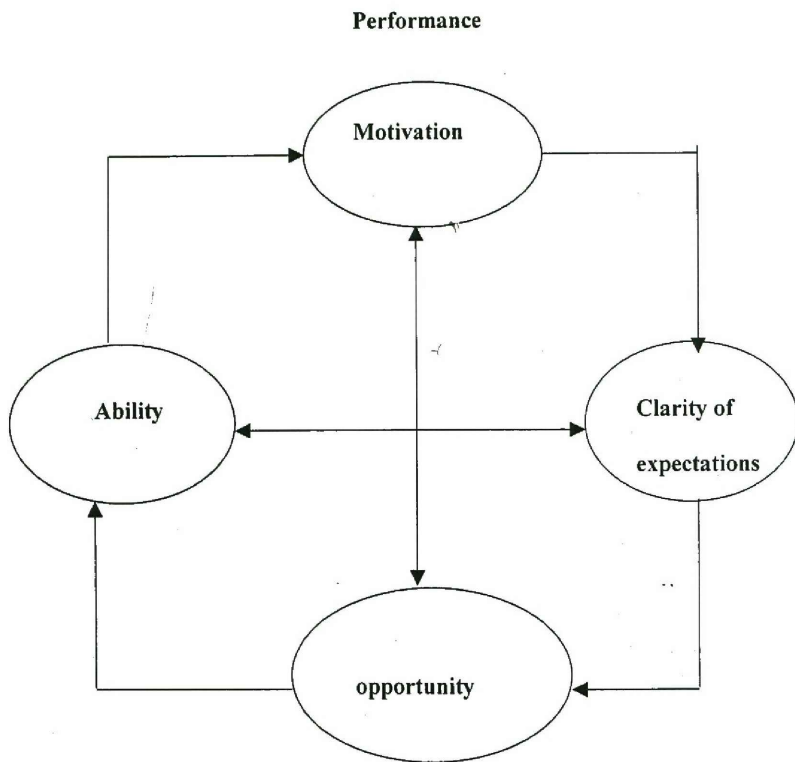 Performance
Motivation
Ability
Clarity of
expectations
opportunity